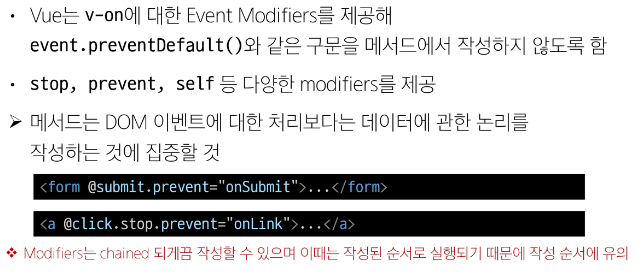 • Vue는 v-on에 대한 Event Modifiers를 제공해
event.preventDefault()와 같은 구문을 메서드에서 작성하지 않도록 함
• stop, prevent, self 등 다양한 modifiers를 제공
➢ 메서드는 DOM 이벤트에 대한 처리보다는 데이터에 관한 논리를
작성하는 것에 집중할 것
<form @submit.prevent="onSubmit">...</form>
<a @click.stop.prevent="onLink">...</a>
❖ Modifiers는 chained 되게끔 작성할 수 있으며 이때는 작성된 순서로 실행되기 때문에 작성 순서에 유의